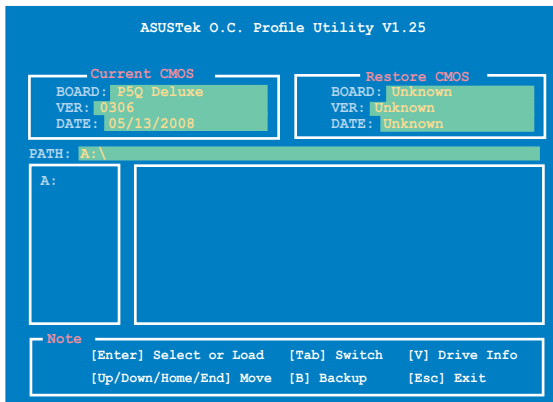 ASUSTek O.C. Profile Utility V1.25
Current CMOS
BOARD: P5Q Deluxe
VER: 0306
DATE: 05/13/2008
Restore CMOS
BOARD: Unknown
VER: Unknown
DATE: Unknown
PATH: A:\
A:
Note
[Enter] Select or Load [Tab] Switch [V] Drive Info
[Up/Down/Home/End] Move [B] Backup [Esc] Exit